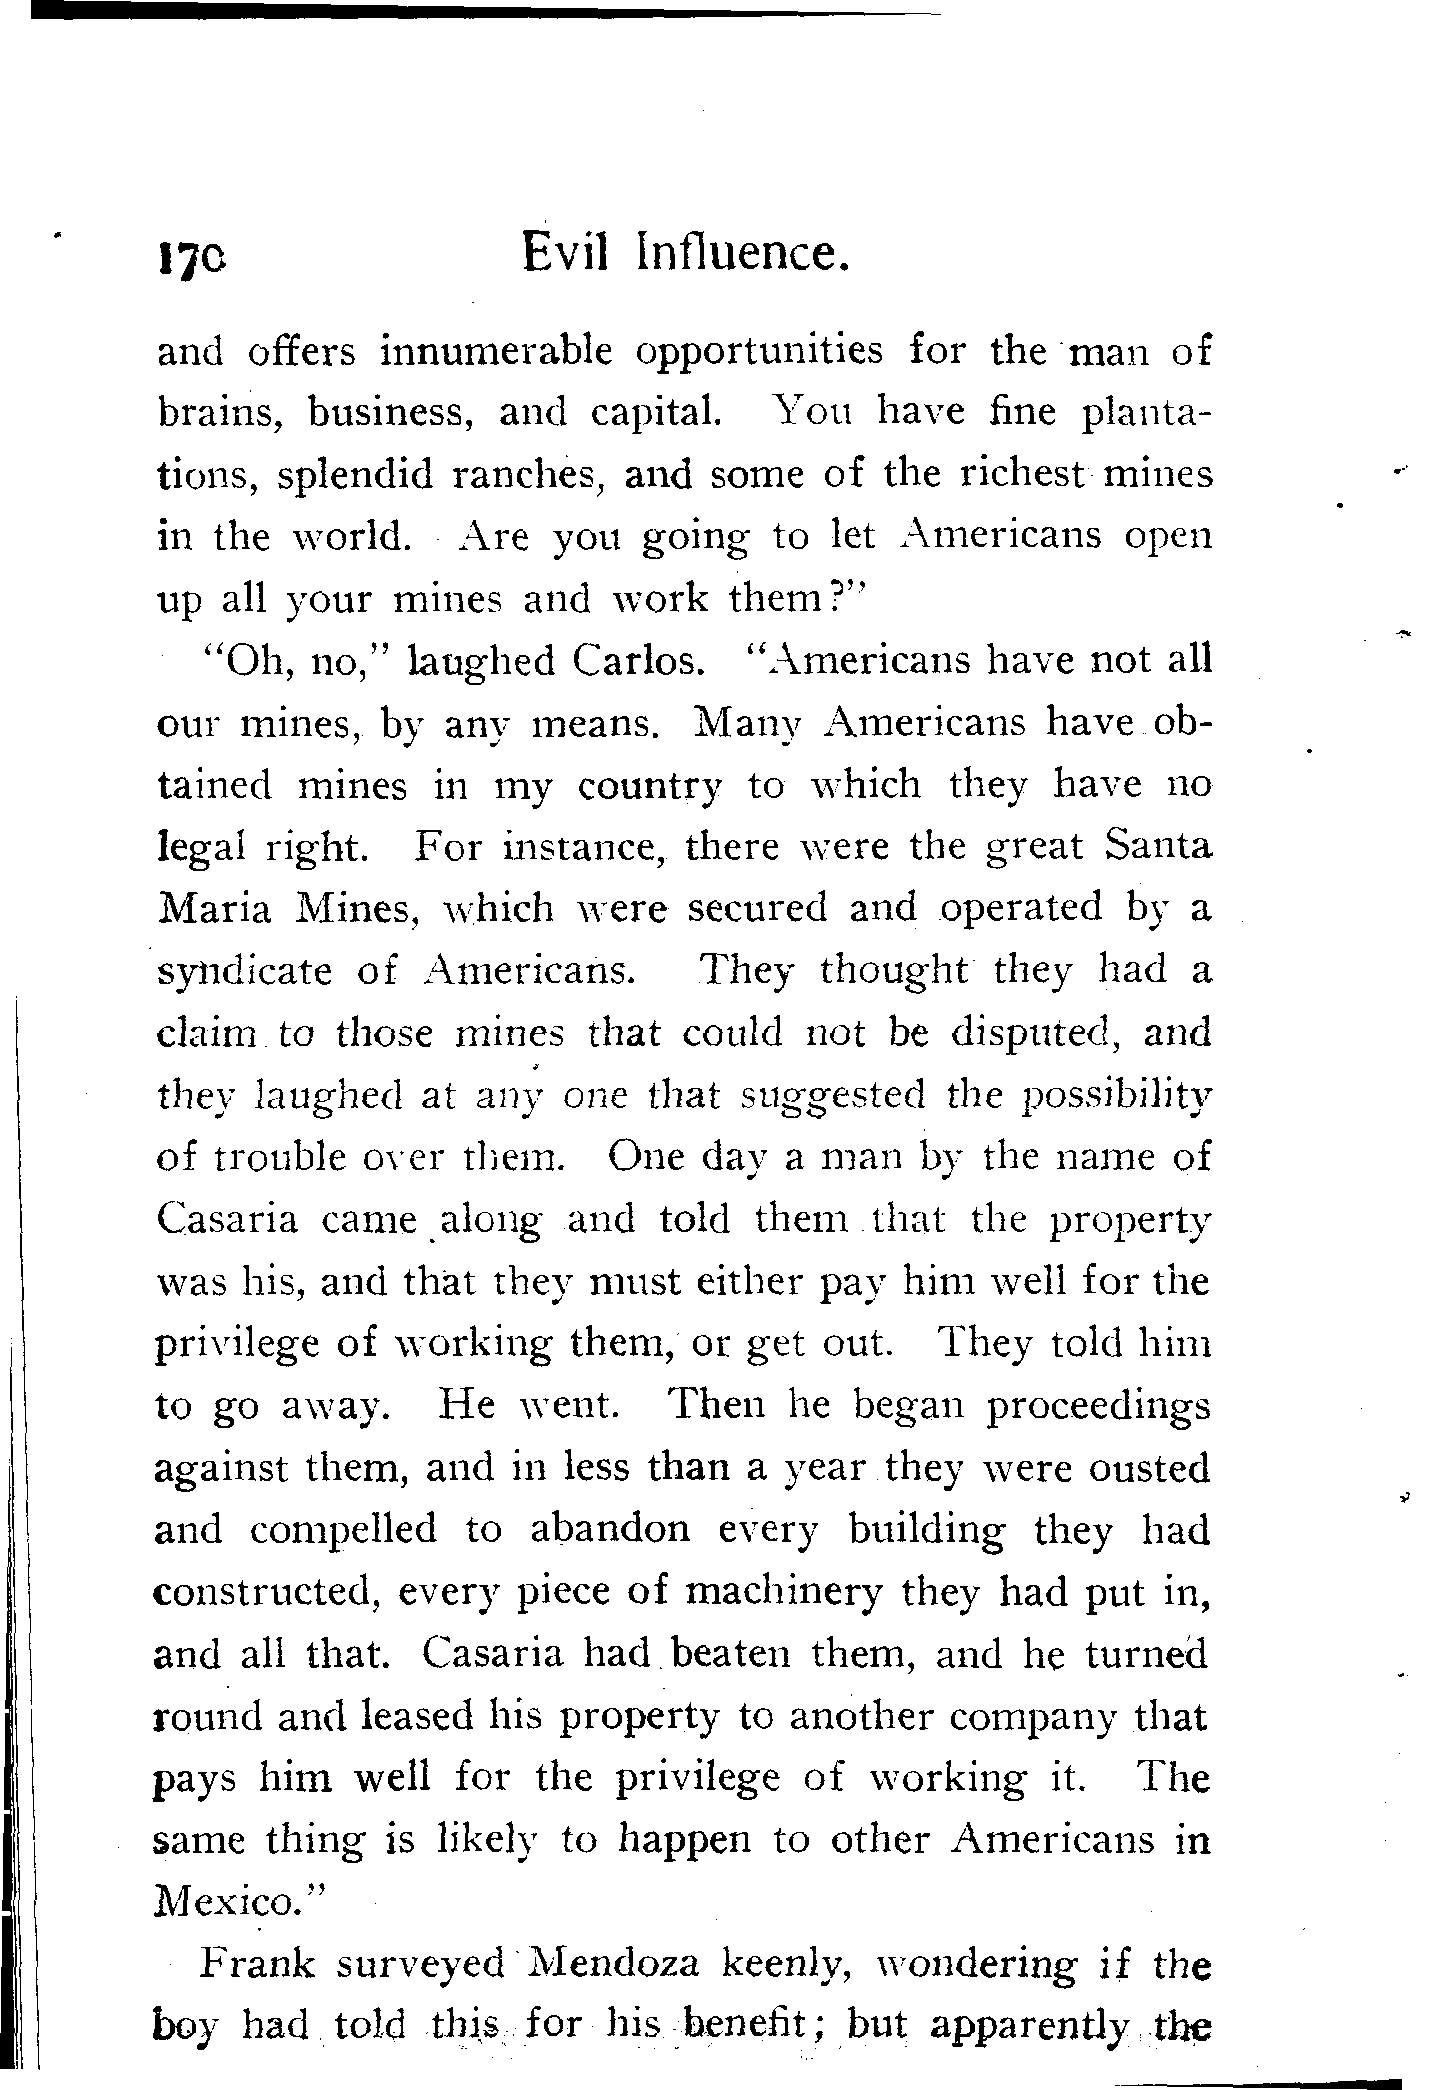 170 Evil Influence.
and offers innumerable opportunities for the man of
brains, business, and capital. You have fine planta-
tions, splendid ranches, and some of the richest mines
in the world. Are you going to let Americans open
up all your mines and work them?"
"Oh, no," laughed Carlos. "Americans have not all
our mines, by any means. Many Americans have ob-
tained mines in my country to which they have no
legal right. For instance, there were the great Santa
Maria Mines, which were secured and operated by a
syndicate of Americans. They thought they had a
claim to those mines that could not be disputed, and
they laughed at any one that suggested the possibility
of trouble over them. One day a man by the name of
Casaria came along and told them that the property
was his, and that they must either pay him well for the
privilege of working them, or get out. They told him
to go away. He went. Then he began proceedings
against them, and in less than a year they were ousted
and compelled to abandon every building they had
constructed, every piece of machinery they had put in,
and all that. Casaria had beaten them, and he turned
round and leased his property to another company that
pays him well for the privilege of working it. The
same thing is likely to happen to other Americans in
Mexico."
Frank surveyed Mendoza keenly, wondering if the
boy had told this for his benefit; but apparently the